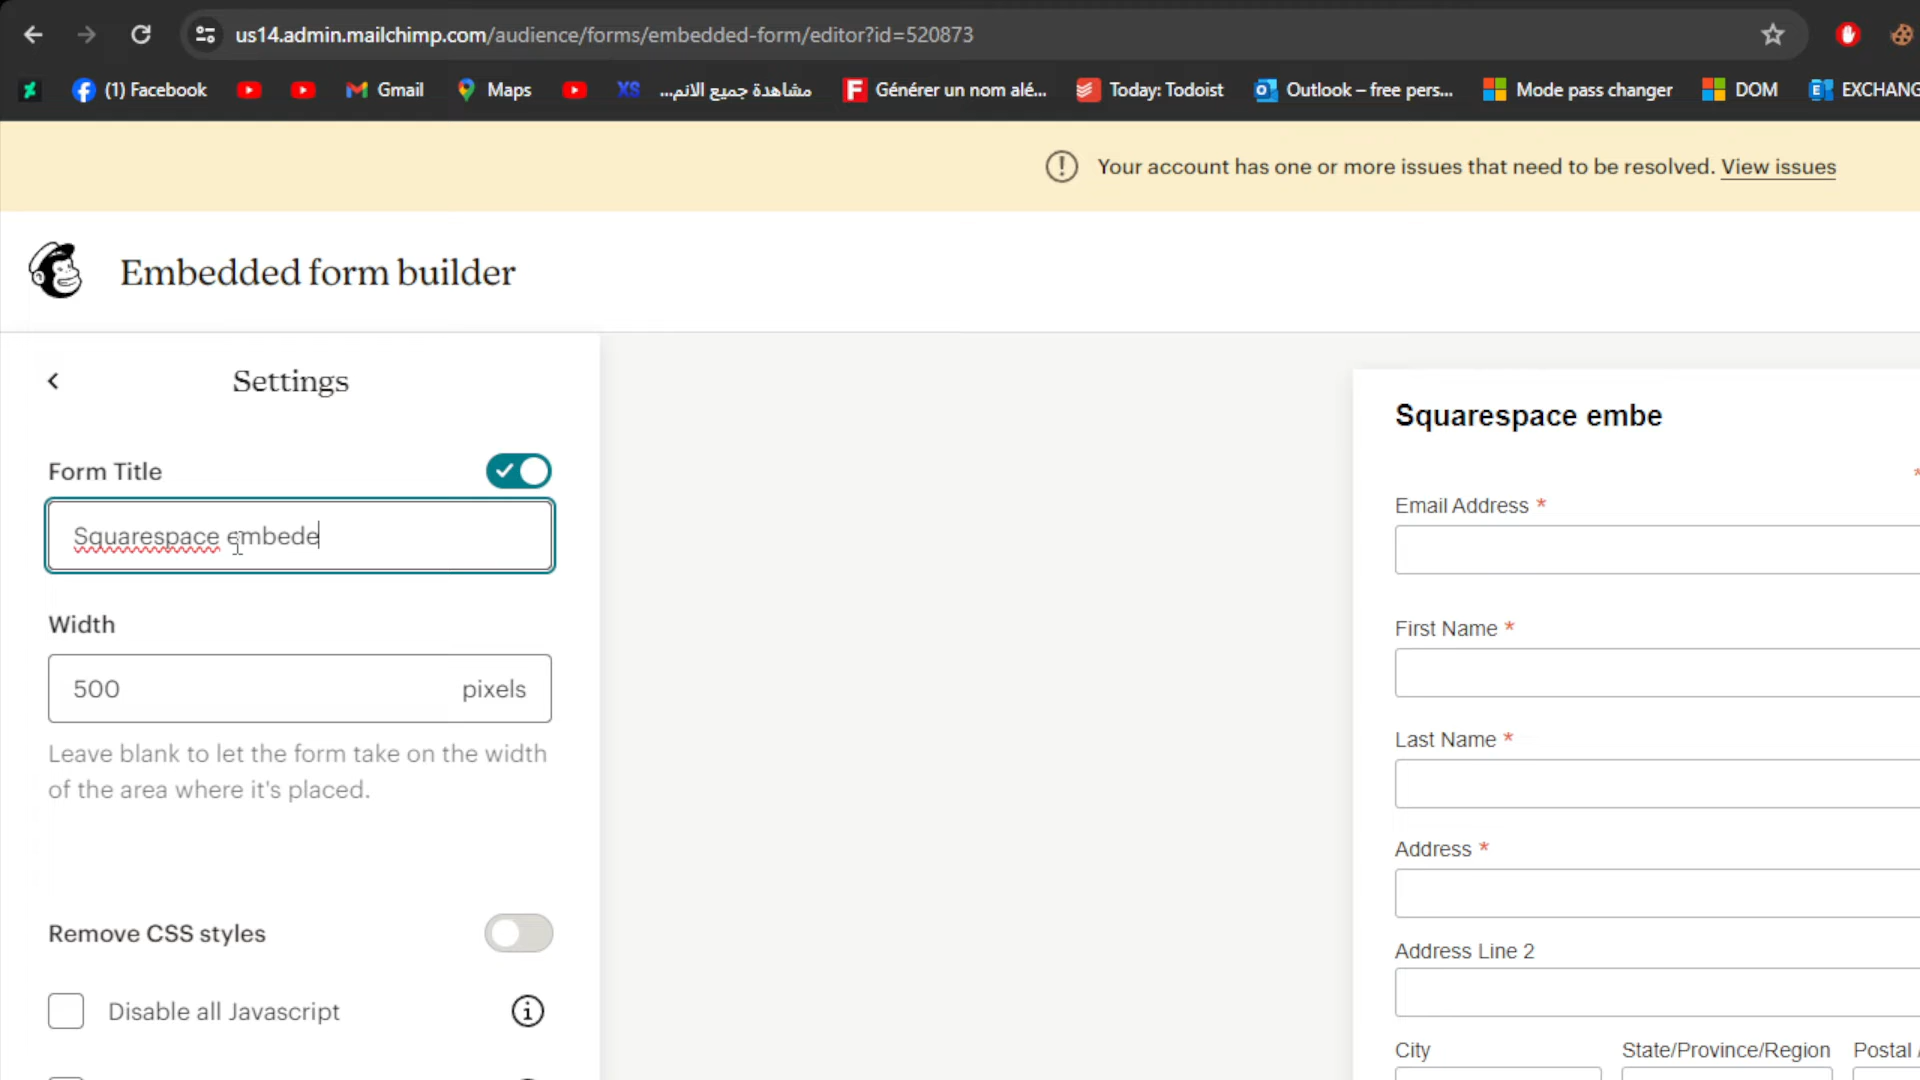 us14.admin.mailchimp.com/audience/forms/embedded-form/editor?id=520873
(1) Facebook Gmail Maps XS مشاهدة جميع الانم... Générer un nom alé... Today: Todoist Outlook – free pers... Mode pass changer DOM EXCHANG
Your account has one or more issues that need to be resolved. View issues
Embedded form builder
Settings
Form Title
Squarespace embede
Width
500 pixels
Leave blank to let the form take on the width
of the area where it's placed.
Remove CSS styles
Disable all Javascript
Squarespace embe
*
Email Address *
First Name *
Last Name *
Address *
Address Line 2
City State/Province/Region Postal